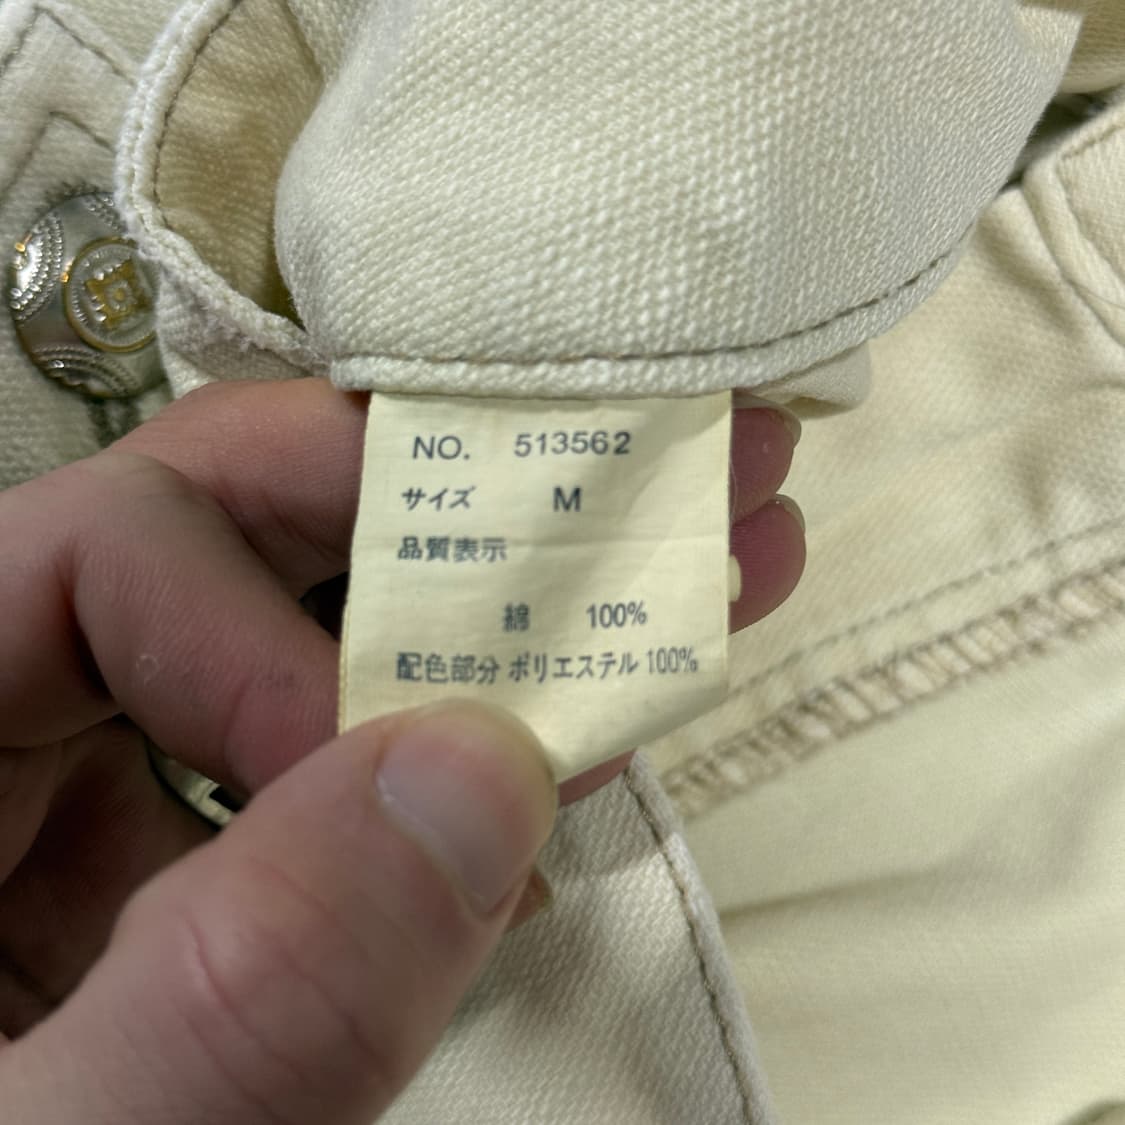 NO. 513562
サイズ M
品質表示
綿 100%
配色部分 ポリエステル 100%